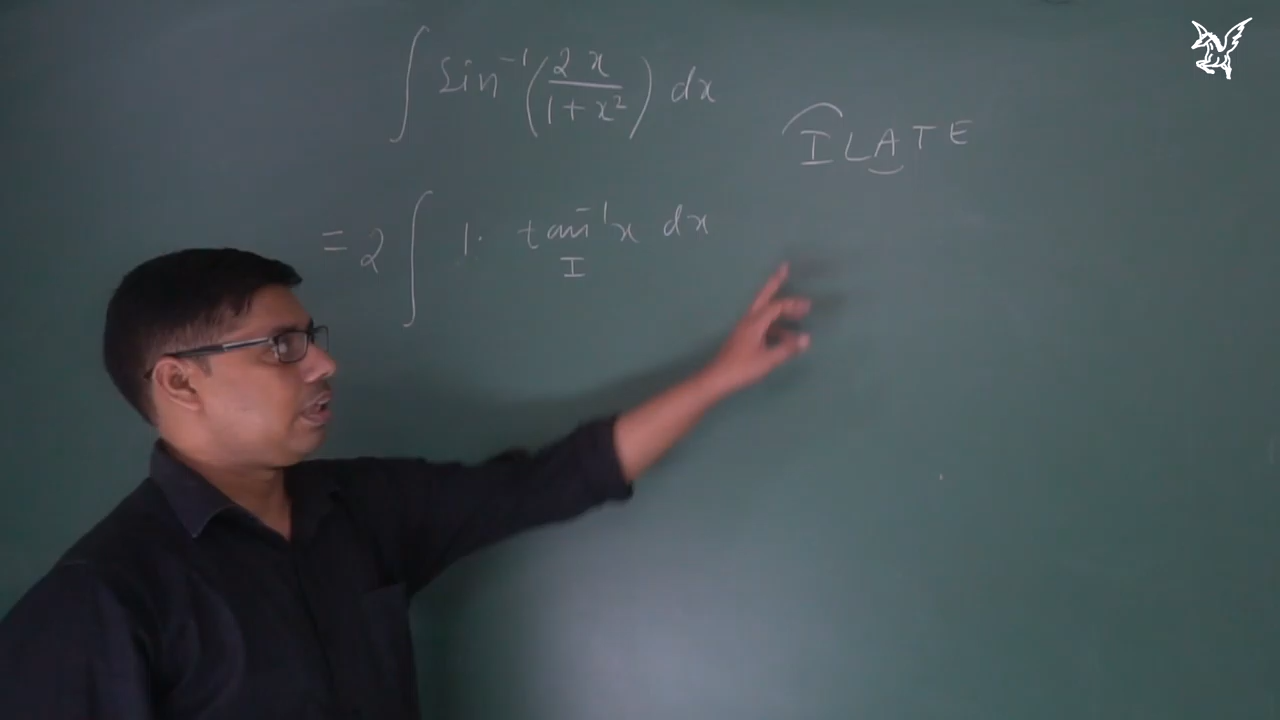 ∫ Sin⁻¹(2x/(1+x²)) dx
ILATE
= 2 ∫ 1. tan⁻¹x dx
I